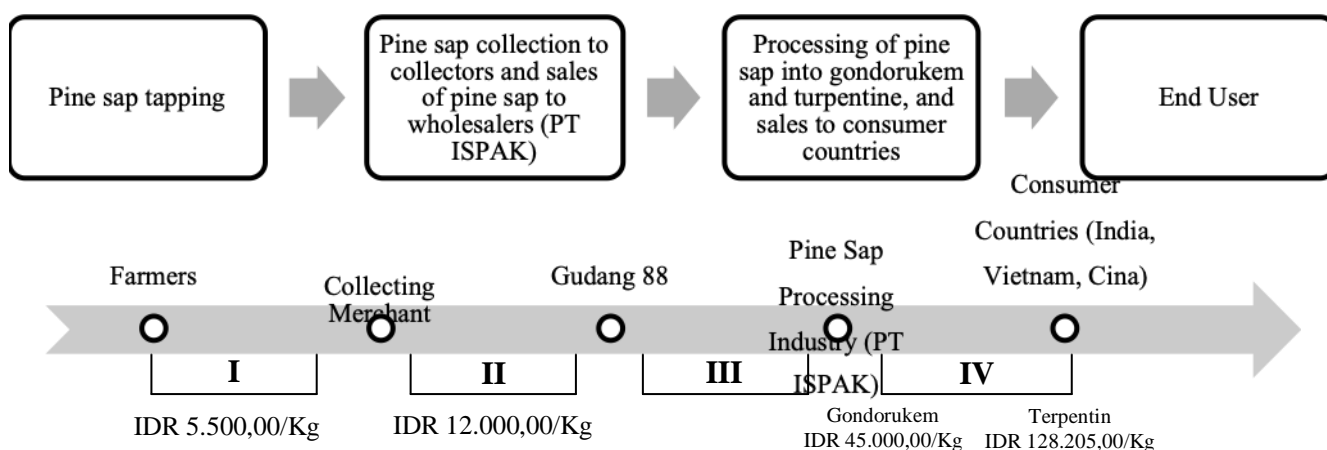 Pine sap tapping
Pine sap collection to
collectors and sales
of pine sap to
wholesalers (PT
ISPAK)
Processing of pine
sap into gondorukem
and turpentine, and
sales to consumer
countries
End User
Farmers
Collecting
Merchant
Gudang 88
Pine Sap
Processing
Industry (PT
ISPAK)
Consumer
Countries (India,
Vietnam, Cina)
I
II
III
IV
IDR 5.500,00/Kg
IDR 12.000,00/Kg
Gondorukem
IDR 45.000,00/Kg
Terpentin
IDR 128.205,00/Kg